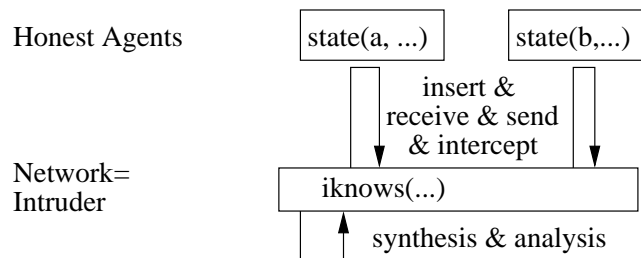 Honest Agents
state(a, ...)
state(b,...)
insert &
receive & send
& intercept
Network=
Intruder
iknows(...)
synthesis & analysis